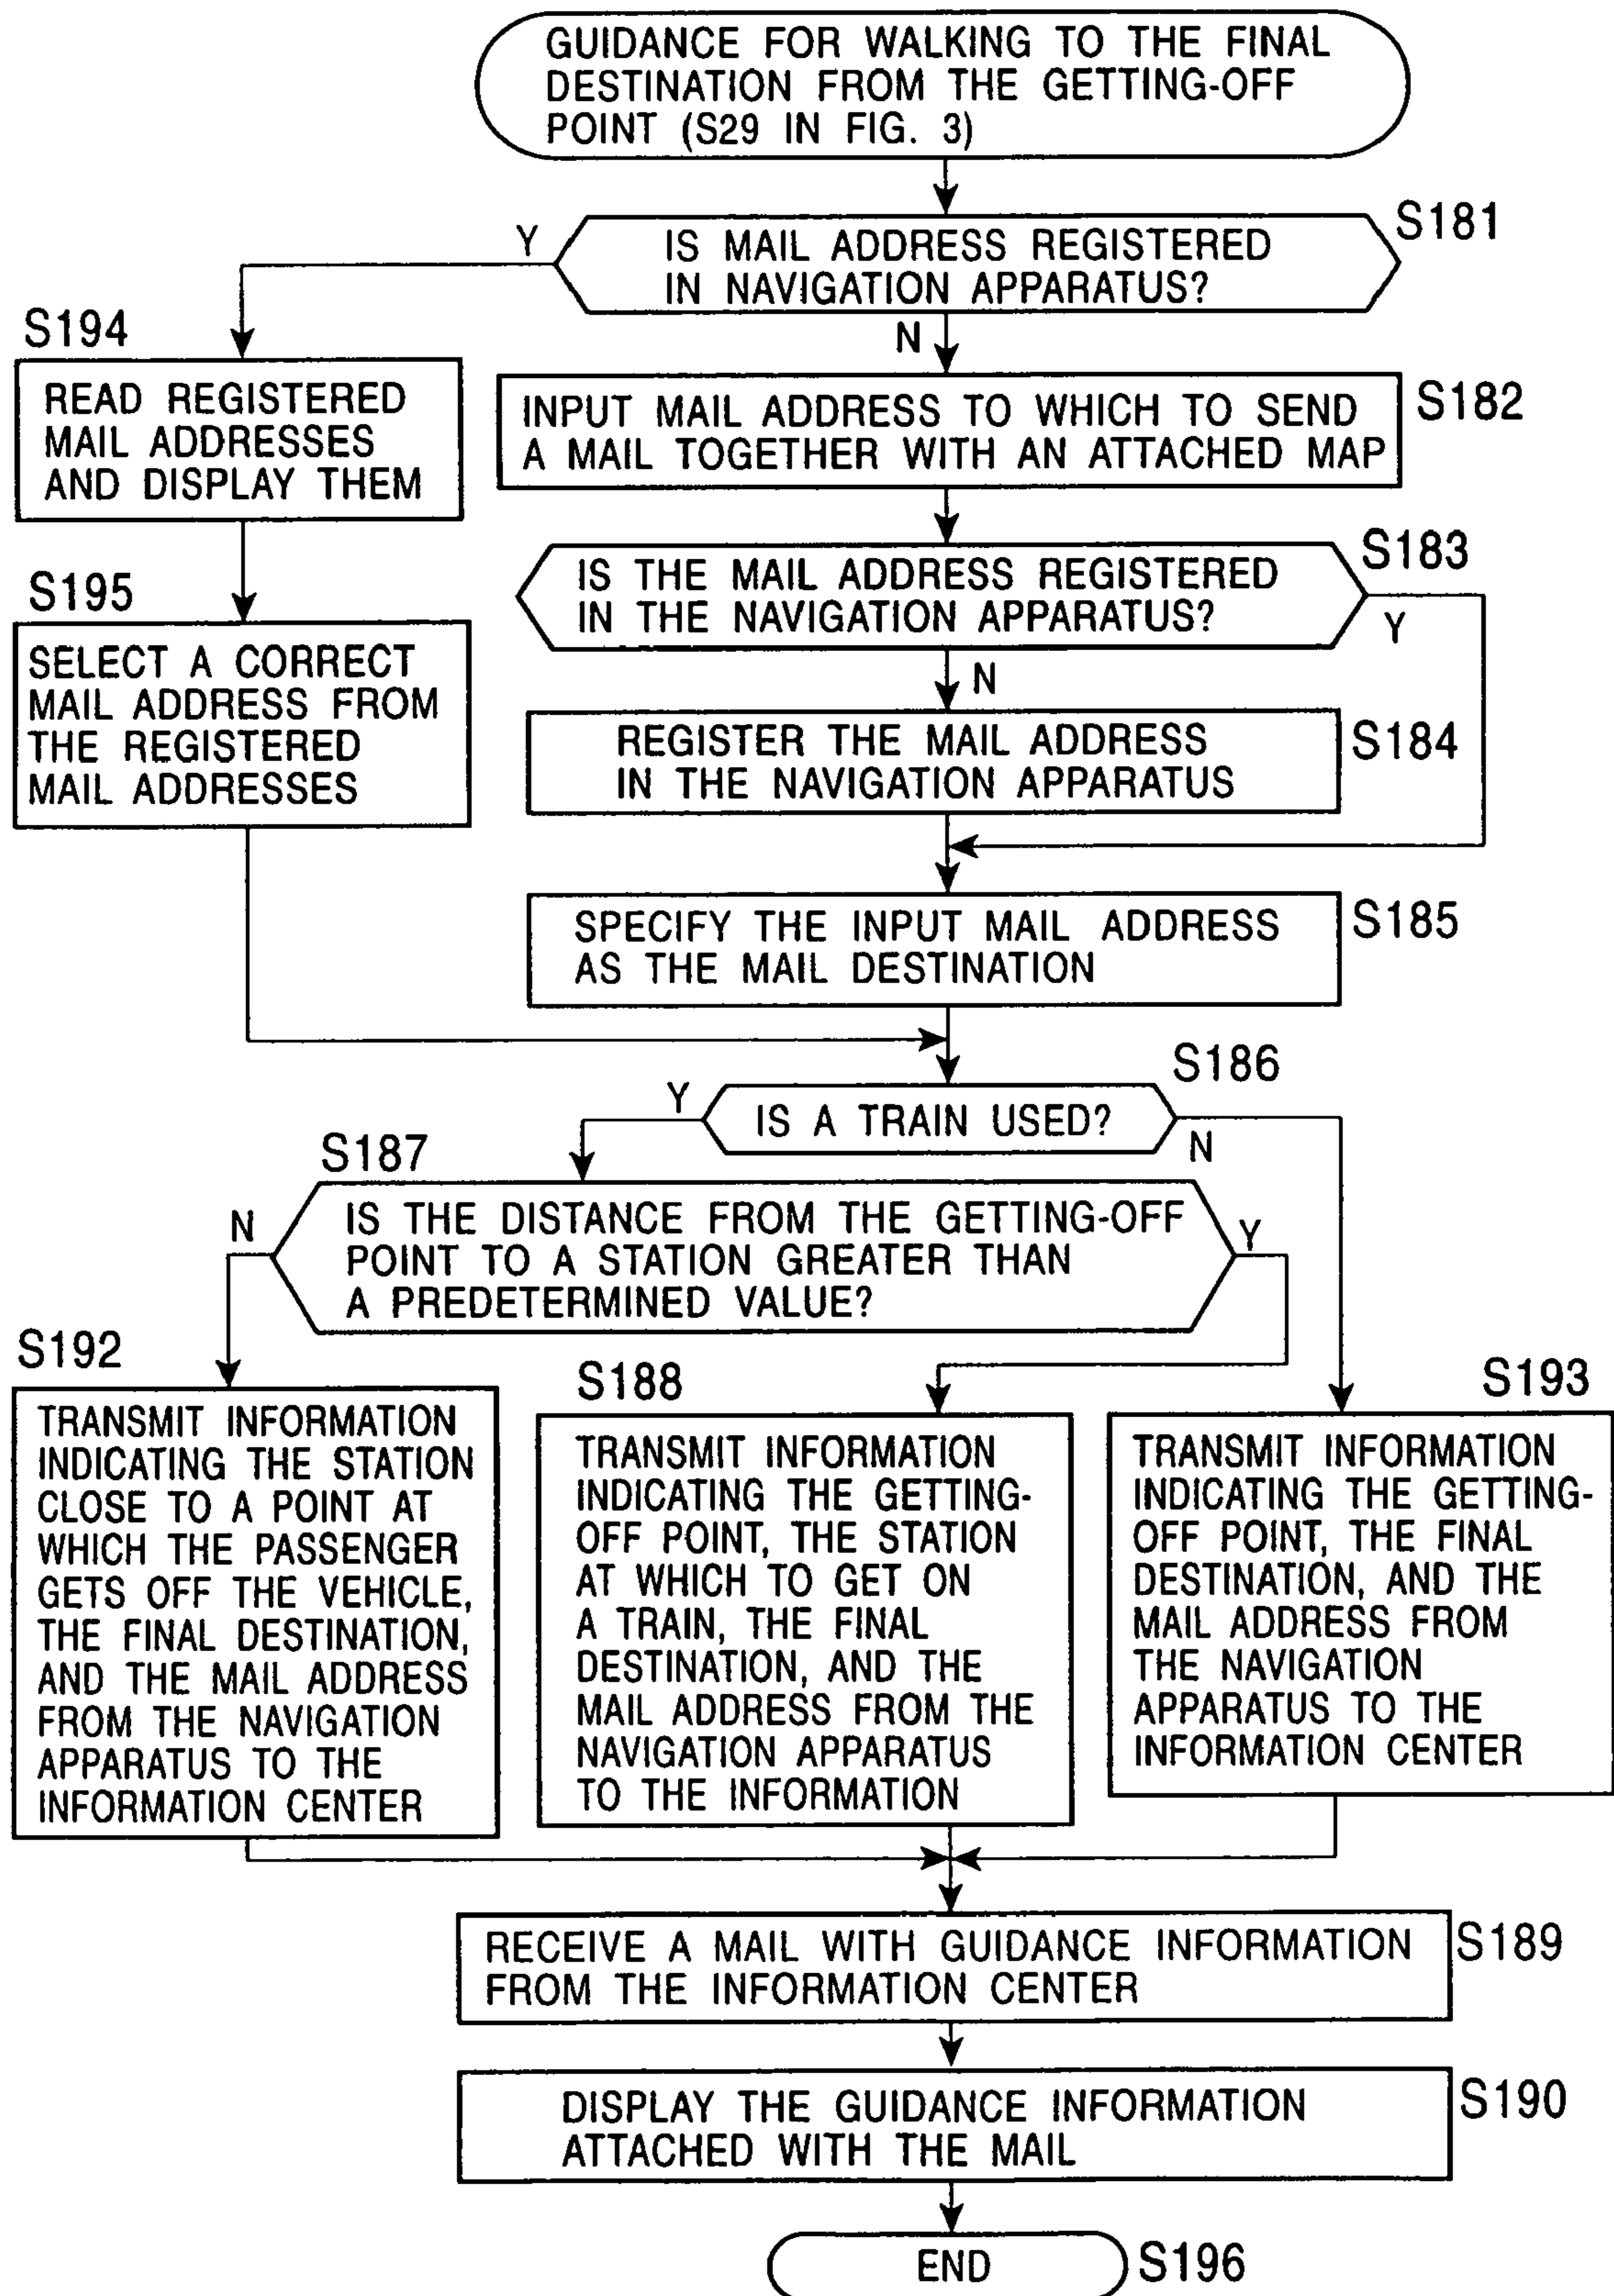 GUIDANCE FOR WALKING TO THE FINAL
DESTINATION FROM THE GETTING-OFF
POINT (S29 IN FIG. 3)
S181
Y
IS MAIL ADDRESS REGISTERED
IN NAVIGATION APPARATUS?
N
S194
READ REGISTERED
MAIL ADDRESSES
AND DISPLAY THEM
INPUT MAIL ADDRESS TO WHICH TO SEND
A MAIL TOGETHER WITH AN ATTACHED MAP
S182
S195
SELECT A CORRECT
MAIL ADDRESS FROM
THE REGISTERED
MAIL ADDRESSES
S183
IS THE MAIL ADDRESS REGISTERED
IN THE NAVIGATION APPARATUS?
Y
N
REGISTER THE MAIL ADDRESS
IN THE NAVIGATION APPARATUS
S184
SPECIFY THE INPUT MAIL ADDRESS
AS THE MAIL DESTINATION
S185
S186
Y
IS A TRAIN USED?
N
S187
N
IS THE DISTANCE FROM THE GETTING-OFF
POINT TO A STATION GREATER THAN
A PREDETERMINED VALUE?
Y
S192
TRANSMIT INFORMATION
INDICATING THE STATION
CLOSE TO A POINT AT
WHICH THE PASSENGER
GETS OFF THE VEHICLE,
THE FINAL DESTINATION,
AND THE MAIL ADDRESS
FROM THE NAVIGATION
APPARATUS TO THE
INFORMATION CENTER
S188
TRANSMIT INFORMATION
INDICATING THE GETTING-
OFF POINT, THE STATION
AT WHICH TO GET ON
A TRAIN, THE FINAL
DESTINATION, AND THE
MAIL ADDRESS FROM THE
NAVIGATION APPARATUS
TO THE INFORMATION
S193
TRANSMIT INFORMATION
INDICATING THE GETTING-
OFF POINT, THE FINAL
DESTINATION, AND THE
MAIL ADDRESS FROM
THE NAVIGATION
APPARATUS TO THE
INFORMATION CENTER
RECEIVE A MAIL WITH GUIDANCE INFORMATION
FROM THE INFORMATION CENTER
S189
DISPLAY THE GUIDANCE INFORMATION
ATTACHED WITH THE MAIL
S190
END
S196